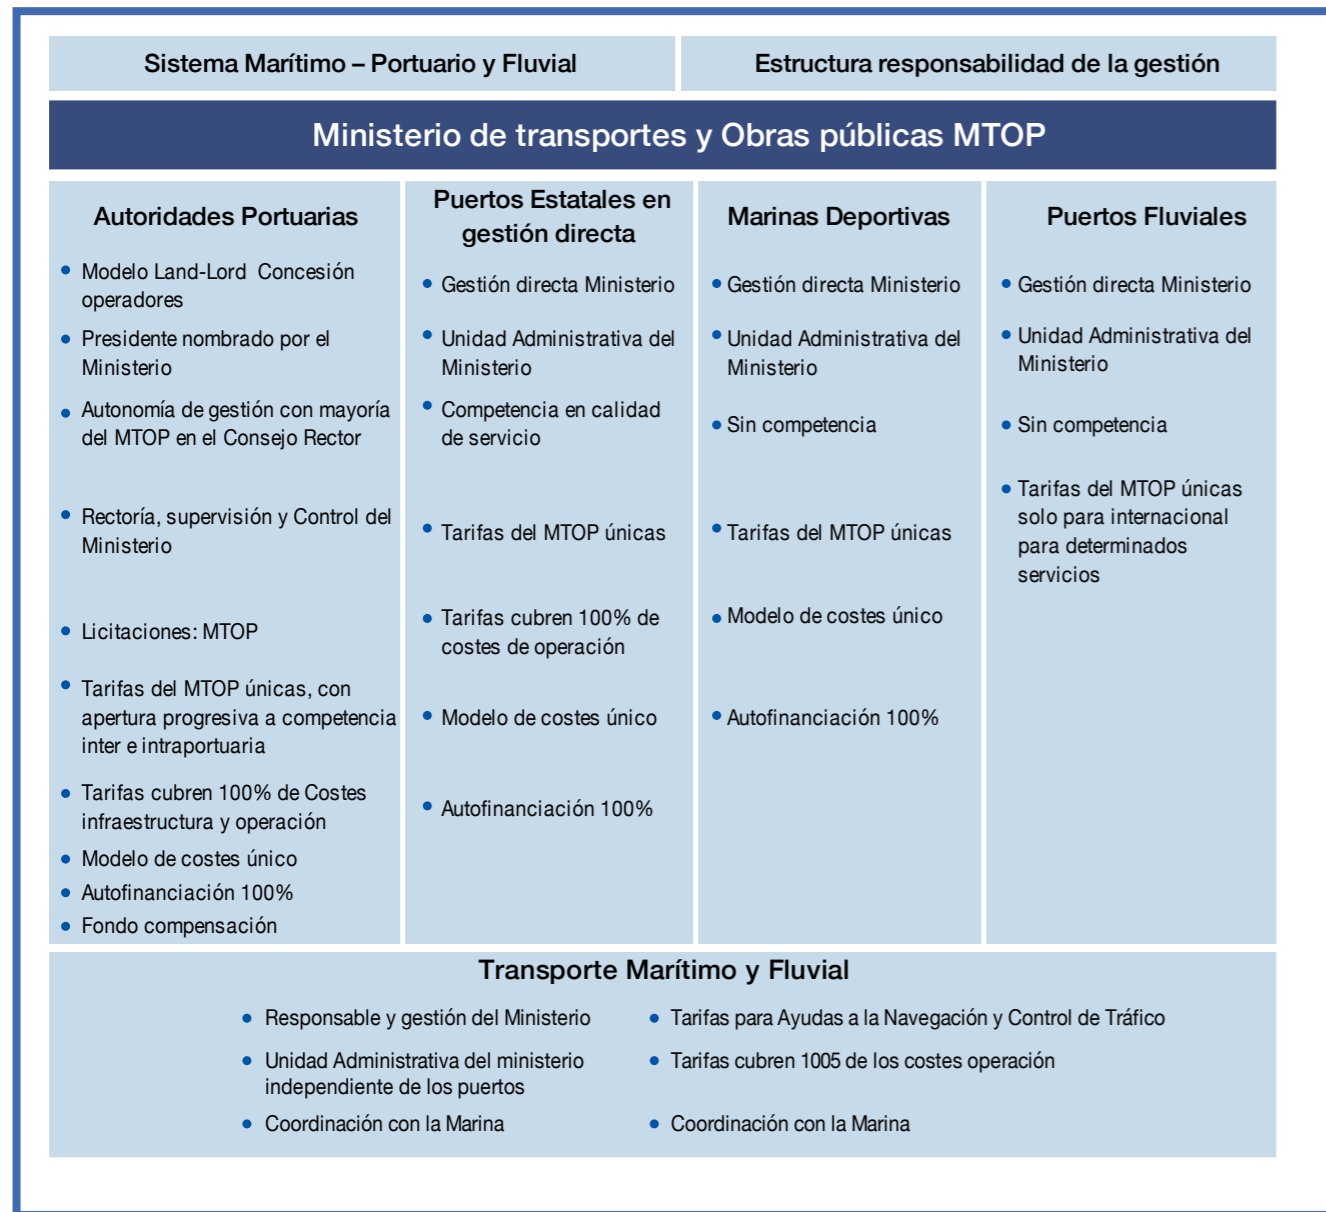 Sistema Marítimo – Portuario y Fluvial
Estructura responsabilidad de la gestión
Ministerio de transportes y Obras públicas MTOP
Autoridades Portuarias
• Modelo Land-Lord Concesión
operadores
• Presidente nombrado por el
Ministerio
• Autonomía de gestión con mayoría
del MTOP en el Consejo Rector
• Rectoría, supervisión y Control del
Ministerio
• Licitaciones: MTOP
• Tarifas del MTOP únicas, con
apertura progresiva a competencia
inter e intraportuaria
• Tarifas cubren 100% de Costes
infraestructura y operación
• Modelo de costes único
• Autofinanciación 100%
• Fondo compensación
Puertos Estatales en
gestión directa
• Gestión directa Ministerio
• Unidad Administrativa del
Ministerio
• Competencia en calidad
de servicio
• Tarifas del MTOP únicas
• Tarifas cubren 100% de
costes de operación
• Modelo de costes único
• Autofinanciación 100%
Marinas Deportivas
• Gestión directa Ministerio
• Unidad Administrativa del
Ministerio
• Sin competencia
• Tarifas del MTOP únicas
• Modelo de costes único
• Autofinanciación 100%
Puertos Fluviales
• Gestión directa Ministerio
• Unidad Administrativa del
Ministerio
• Sin competencia
• Tarifas del MTOP únicas
solo para internacional
para determinados
servicios
Transporte Marítimo y Fluvial
• Responsable y gestión del Ministerio
• Unidad Administrativa del ministerio
independiente de los puertos
• Coordinación con la Marina
• Tarifas para Ayudas a la Navegación y Control de Tráfico
• Tarifas cubren 1005 de los costes operación
• Coordinación con la Marina